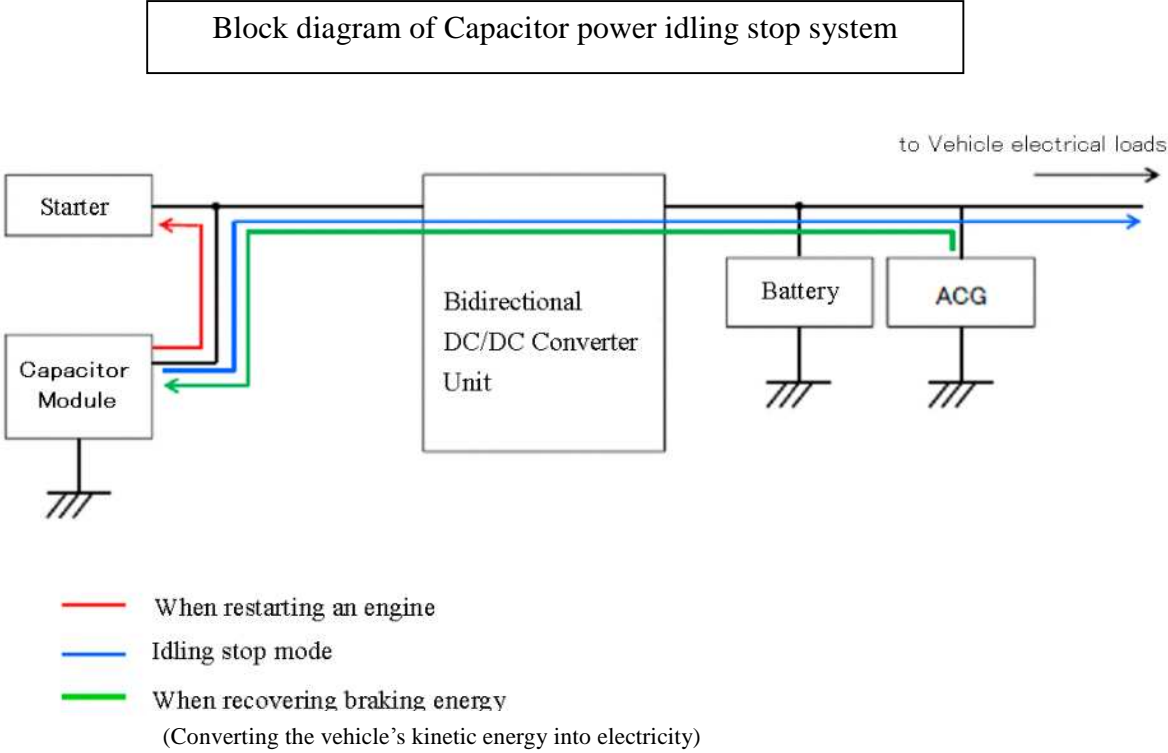 Block diagram of Capacitor power idling stop system
to Vehicle electrical loads
Starter
Bidirectional
DC/DC Converter
Unit
Battery
ACG
Capacitor
Module
When restarting an engine
Idling stop mode
When recovering braking energy
(Converting the vehicle’s kinetic energy into electricity)